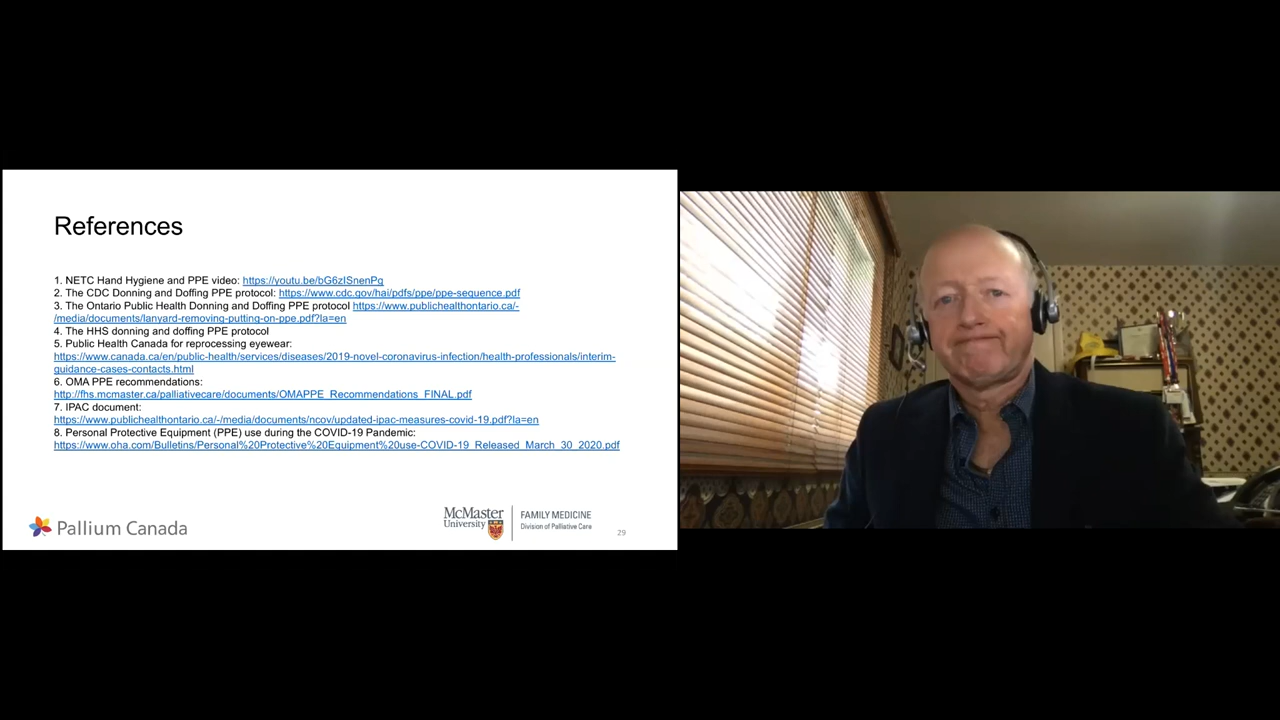 References
1. NETC Hand Hygiene and PPE video: https://youtu.be/bG6zISnenPg
2. The CDC Donning and Doffing PPE protocol: https://www.cdc.gov/hai/pdfs/ppe/ppe-sequence.pdf
3. The Ontario Public Health Donning and Doffing PPE protocol https://www.publichealthontario.ca/-
/media/documents/lanyard-removing-putting-on-ppe.pdf?la=en
4. The HHS donning and doffing PPE protocol
5. Public Health Canada for reprocessing eyewear:
https://www.canada.ca/en/public-health/services/diseases/2019-novel-coronavirus-infection/health-professionals/interim-
guidance-cases-contacts.html
6. OMA PPE recommendations:
http://fhs.mcmaster.ca/palliativecare/documents/OMAPPE_Recommendations_FINAL.pdf
7. IPAC document:
https://www.publichealthontario.ca/-/media/documents/ncov/updated-ipac-measures-covid-19.pdf?la=en
8. Personal Protective Equipment (PPE) use during the COVID-19 Pandemic:
https://www.oha.com/Bulletins/Personal%20Protective%20Equipment%20use-COVID-19_Released_March_30_2020.pdf
Pallium Canada
McMaster
University
FAMILY MEDICINE
Division of Palliative Care
29